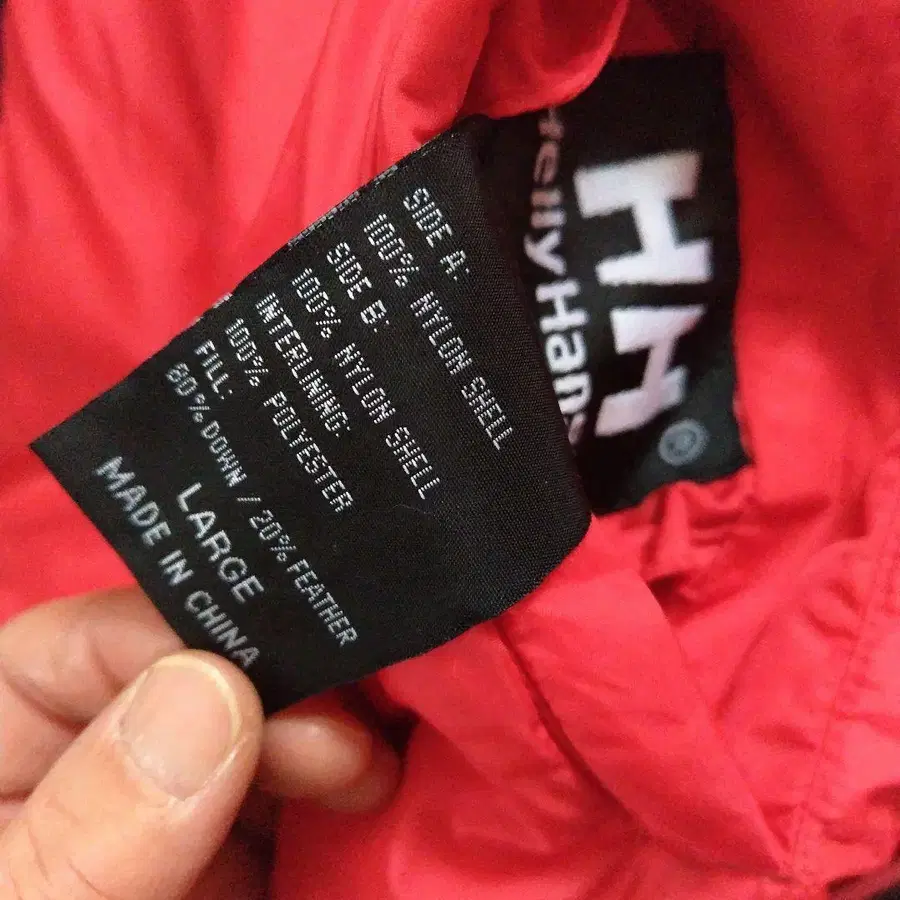 SIDE A:
100% NYLON SHELL
SIDE B:
100% NYLON SHELL
INTERLINING:
100% POLYESTER
FILL:
80% DOWN / 20% FEATHER
LARGE
MADE IN CHINA
HH
®
Helly Hans